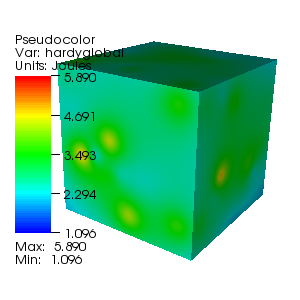 Pseudocolor
Var: hardyglobal
Units: Joules
5.890
4.691
3.493
2.294
1.096
Max: 5.890
Min: 1.096